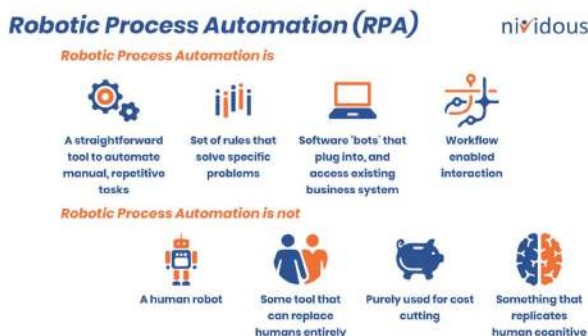 Robotic Process Automation (RPA)
nividous
Robotic Process Automation is
A straightforward
tool to automate
manual, repetitive
tasks
Set of rules that
solve specific
problems
Software 'bots' that
plug into, and
access existing
business system
Workflow
enabled
interaction
Robotic Process Automation is not
A human robot
Some tool that
can replace
humans entirely
Purely used for cost
cutting
Something that
replicates
human cognitive